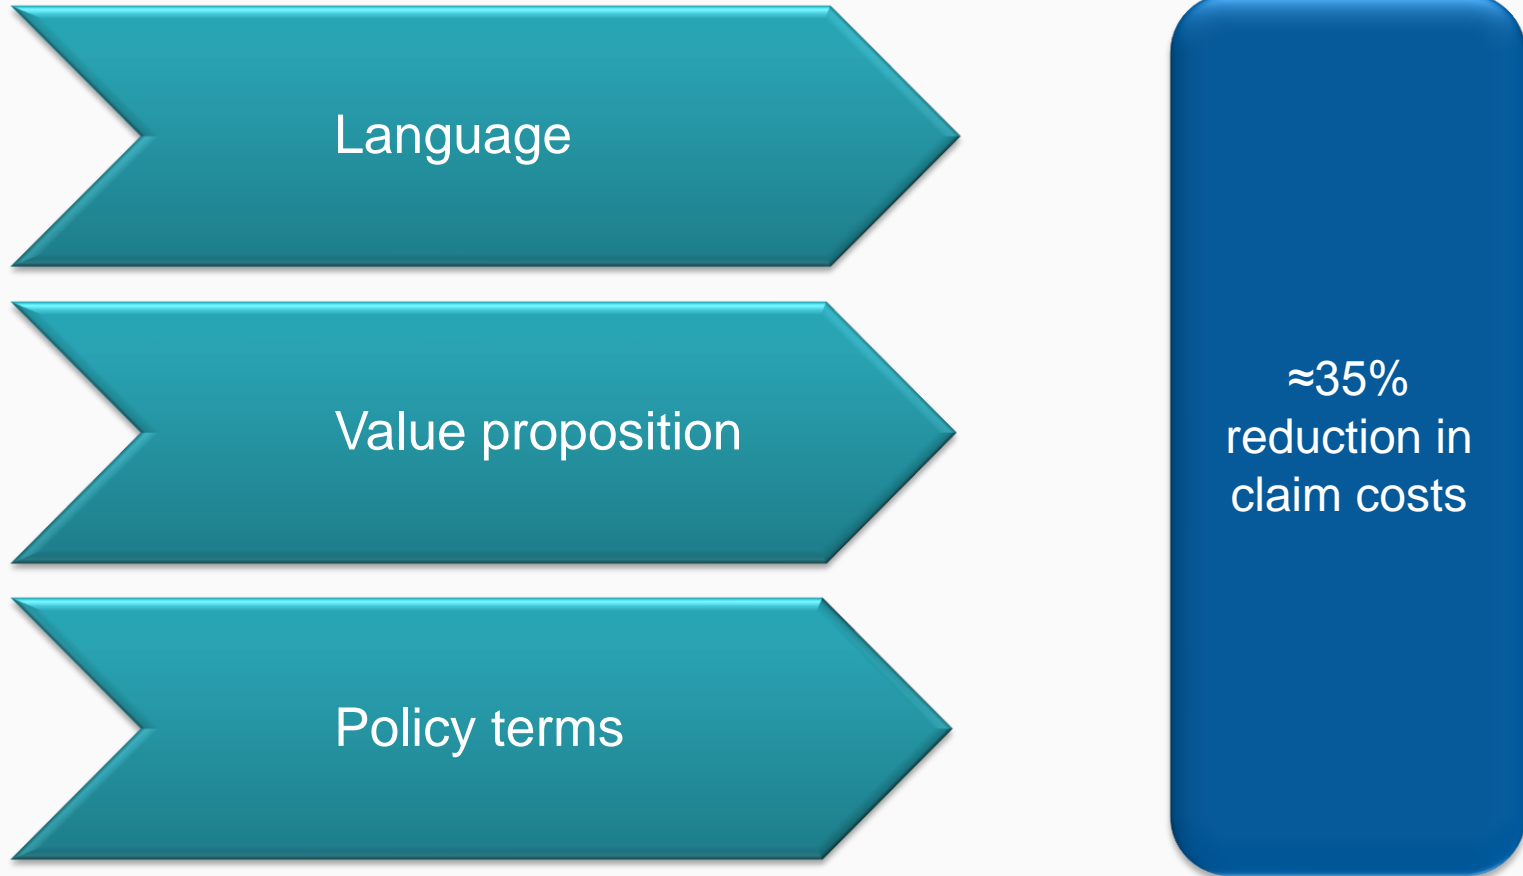 Language
Value proposition
Policy terms
≈35%
reduction in
claim costs